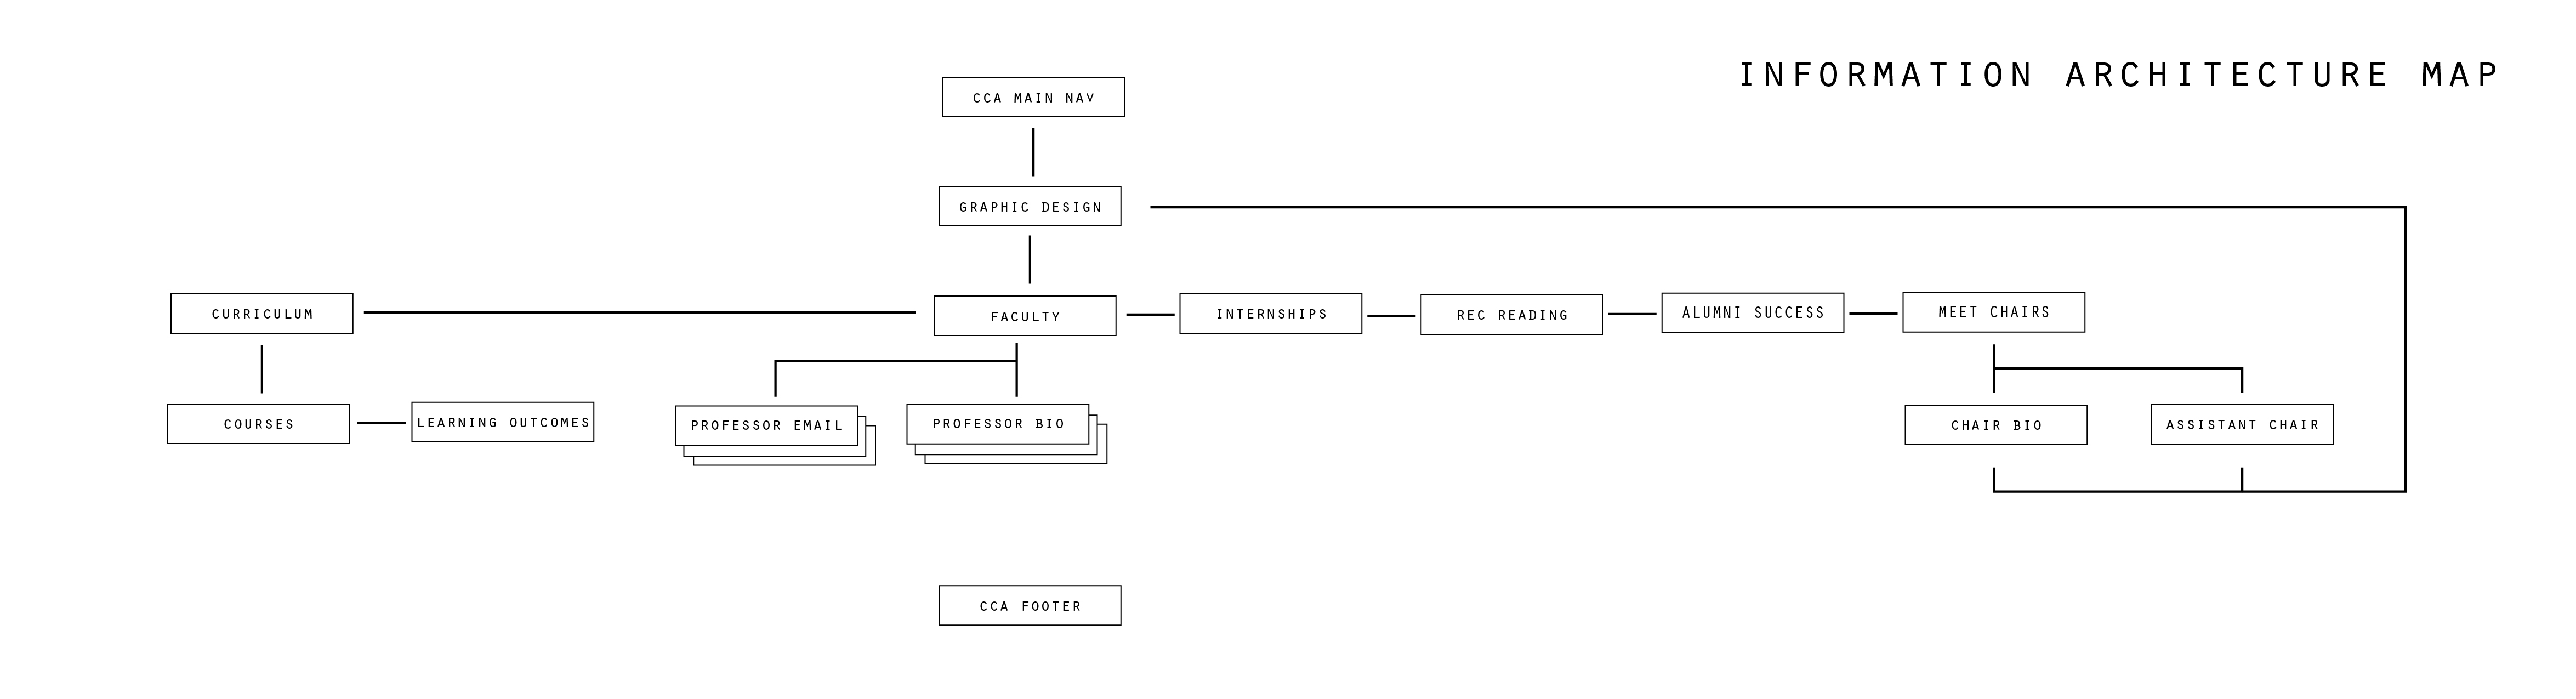 INFORMATION ARCHITECTURE MAP
CCA MAIN NAV
GRAPHIC DESIGN
CURRICULUM
FACULTY
INTERNSHIPS
REC READING
ALUMNI SUCCESS
MEET CHAIRS
COURSES
LEARNING OUTCOMES
PROFESSOR EMAIL
PROFESSOR BIO
CHAIR BIO
ASSISTANT CHAIR
CCA FOOTER